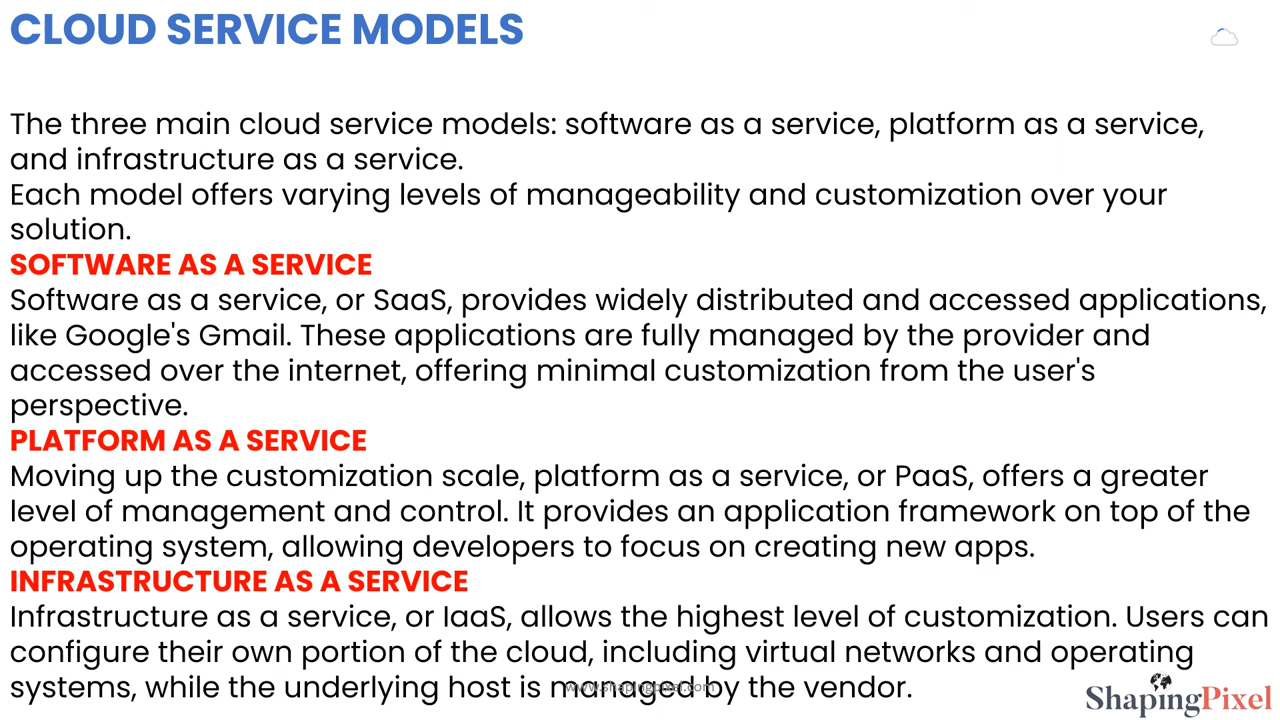 CLOUD SERVICE MODELS
The three main cloud service models: software as a service, platform as a service,
and infrastructure as a service.
Each model offers varying levels of manageability and customization over your
solution.
SOFTWARE AS A SERVICE
Software as a service, or SaaS, provides widely distributed and accessed applications,
like Google's Gmail. These applications are fully managed by the provider and
accessed over the internet, offering minimal customization from the user's
perspective.
PLATFORM AS A SERVICE
Moving up the customization scale, platform as a service, or PaaS, offers a greater
level of management and control. It provides an application framework on top of the
operating system, allowing developers to focus on creating new apps.
INFRASTRUCTURE AS A SERVICE
Infrastructure as a service, or IaaS, allows the highest level of customization. Users can
configure their own portion of the cloud, including virtual networks and operating
systems, while the underlying host is managed by the vendor.
www.shapingpixel.com
ShapingPixel